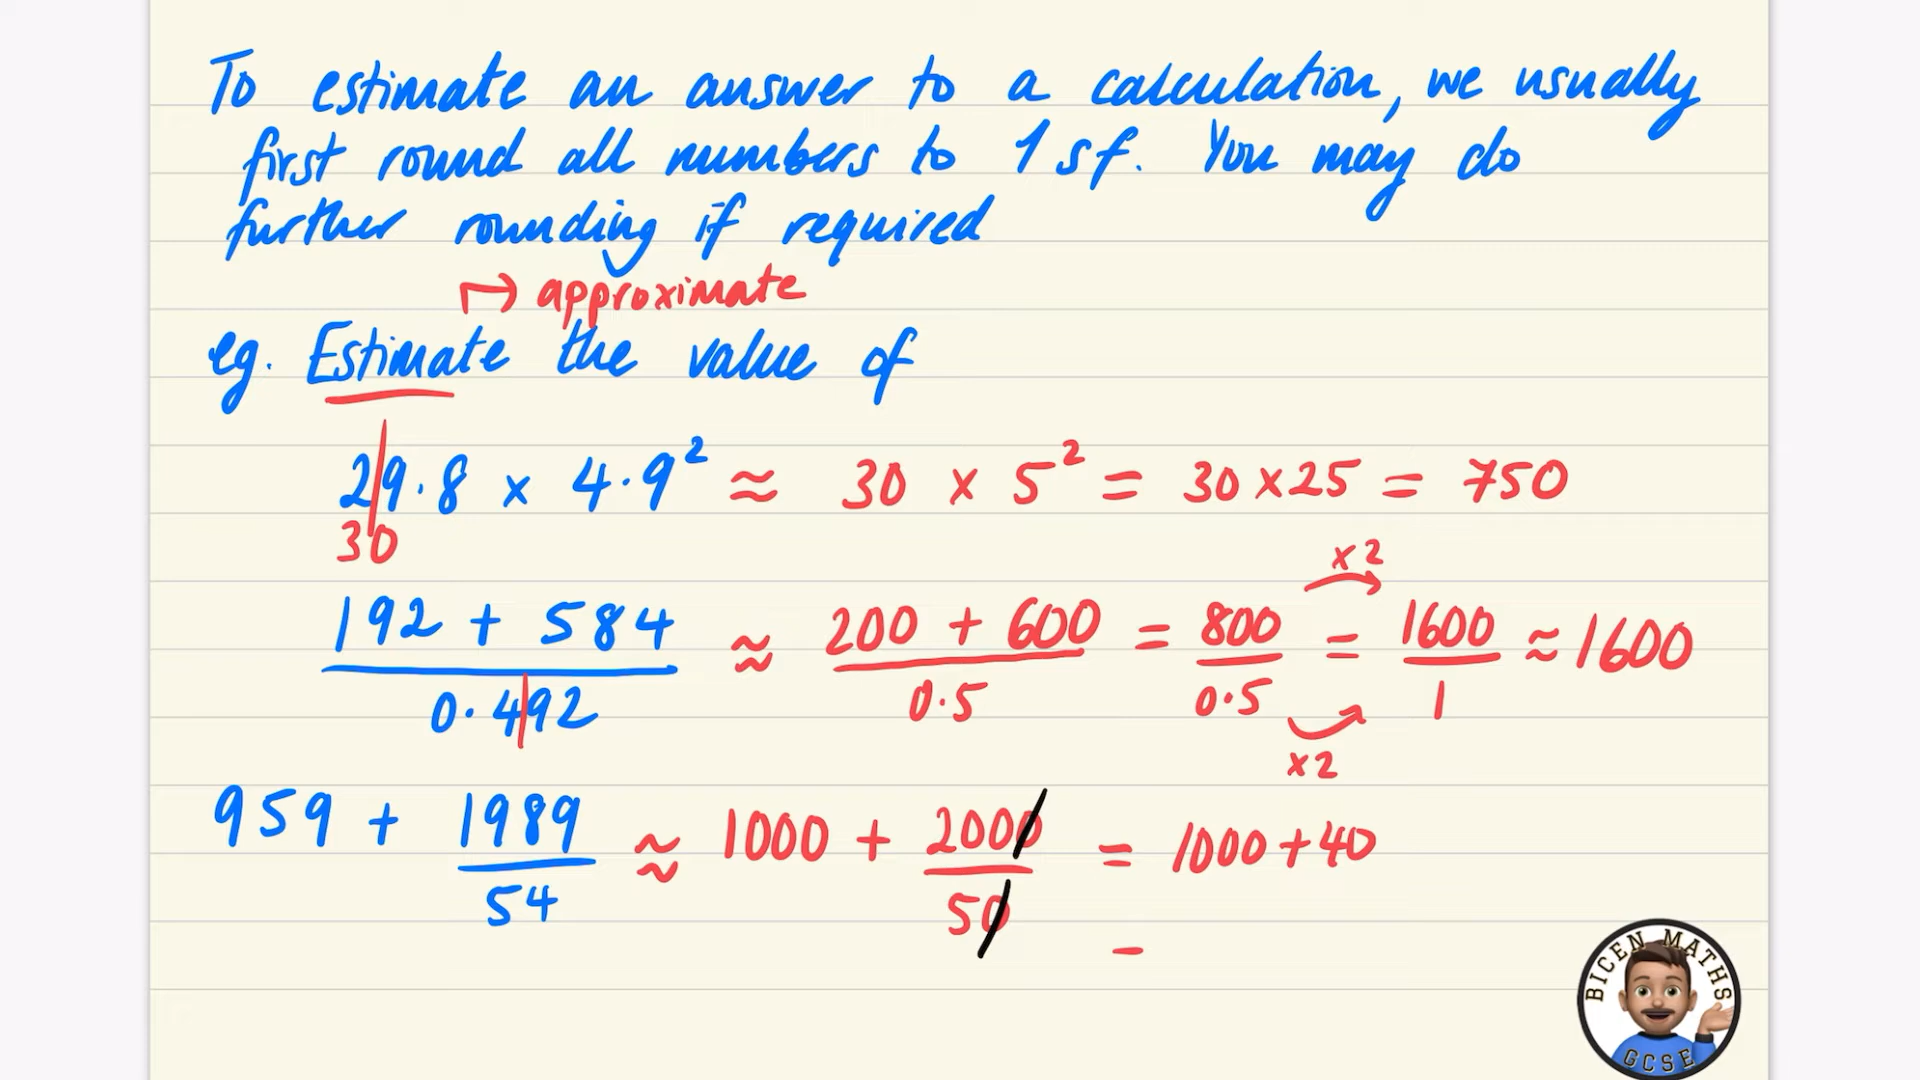 To estimate an answer to a calculation, we usually
first round all numbers to 1 sf. You may do
further rounding if required
↦ approximate
eg. Estimate the value of
29.8 × 4.9² ≈ 30 × 5² = 30 × 25 = 750
30
×2
192 + 584 ≈ 200 + 600 = 800 = 1600 ≈ 1600
0.492 0.5 0.5 1
×2
959 + 1989 ≈ 1000 + 2000 = 1000 + 40
54 50 -
BICEN MATHS
GCSE